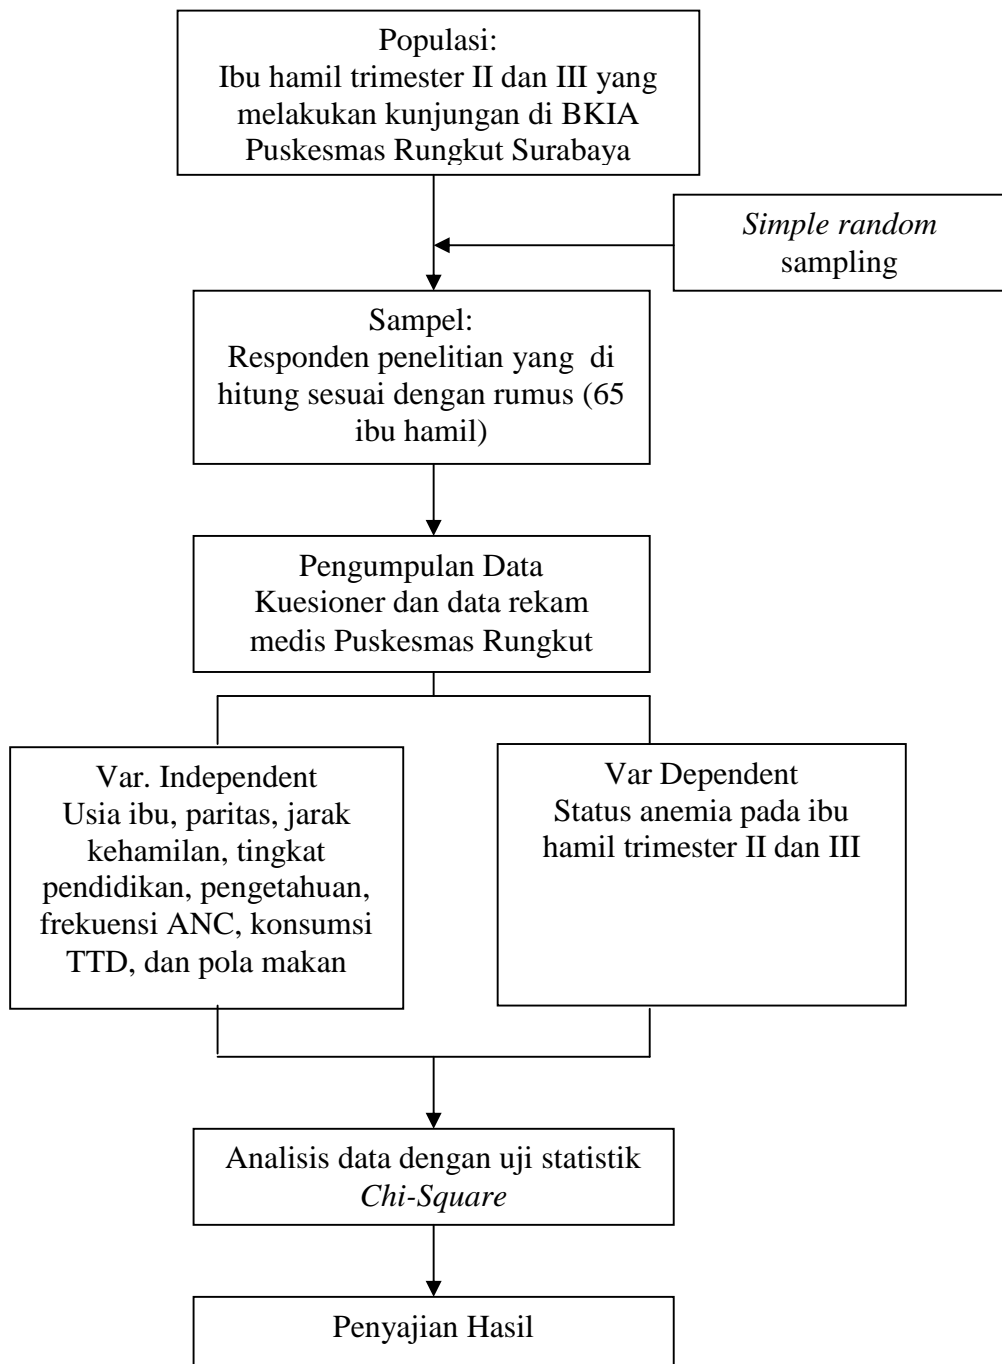 Populasi:
Ibu hamil trimester II dan III yang
melakukan kunjungan di BKIA
Puskesmas Rungkut Surabaya
Simple random
sampling
Sampel:
Responden penelitian yang di
hitung sesuai dengan rumus (65
ibu hamil)
Pengumpulan Data
Kuesioner dan data rekam
medis Puskesmas Rungkut
Var. Independent
Usia ibu, paritas, jarak
kehamilan, tingkat
pendidikan, pengetahuan,
frekuensi ANC, konsumsi
TTD, dan pola makan
Var Dependent
Status anemia pada ibu
hamil trimester II dan III
Analisis data dengan uji statistik
Chi-Square
Penyajian Hasil